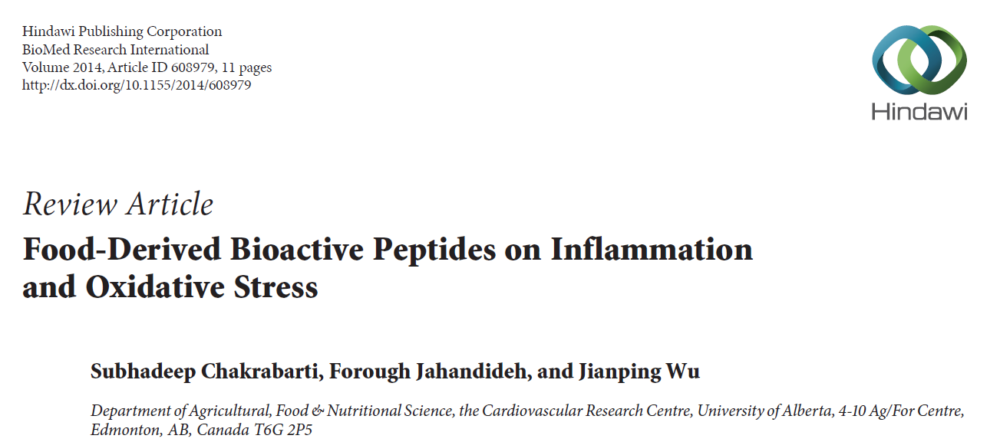 Hindawi Publishing Corporation
BioMed Research International
Volume 2014, Article ID 608979, 11 pages
http://dx.doi.org/10.1155/2014/608979
Hindawi
Review Article
Food-Derived Bioactive Peptides on Inflammation
and Oxidative Stress
Subhadeep Chakrabarti, Forough Jahandideh, and Jianping Wu
Department of Agricultural, Food & Nutritional Science, the Cardiovascular Research Centre, University of Alberta, 4-10 Ag/For Centre,
Edmonton, AB, Canada T6G 2P5